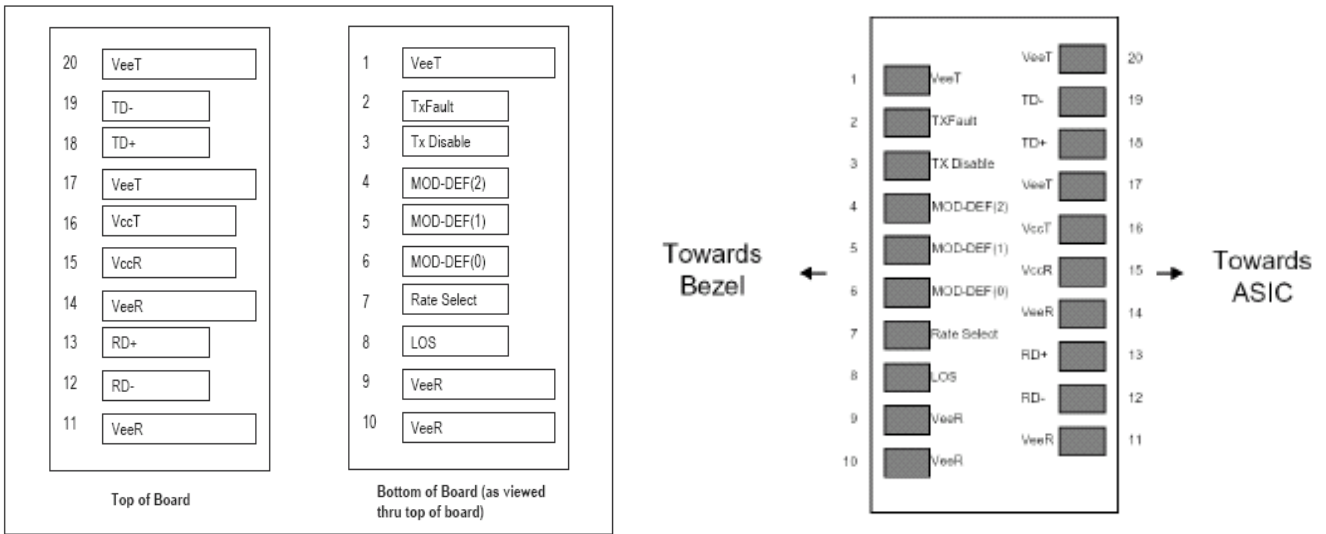 20 VeeT
19 TD-
18 TD+
17 VeeT
16 VccT
15 VccR
14 VeeR
13 RD+
12 RD-
11 VeeR
Top of Board
1 VeeT
2 TxFault
3 Tx Disable
4 MOD-DEF(2)
5 MOD-DEF(1)
6 MOD-DEF(0)
7 Rate Select
8 LOS
9 VeeR
10 VeeR
Bottom of Board (as viewed
thru top of board)
Towards
Bezel
1 VeeT
2 TXFault
3 TX Disable
4 MOD-DEF(2)
5 MOD-DEF(1)
6 MOD-DEF(0)
7 Rate Select
8 LOS
9 VeeR
10 VeeR
VeeT 20
TD- 19
TD+ 18
VeeT 17
VccT 16
VccR 15
VeeR 14
RD+ 13
RD- 12
VeeR 11
Towards
ASIC